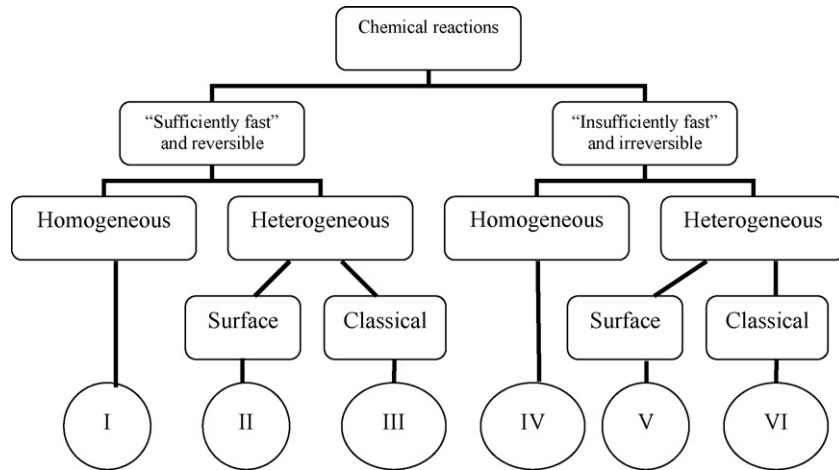 Chemical reactions
“Sufficiently fast”
and reversible
“Insufficiently fast”
and irreversible
Homogeneous
Heterogeneous
Homogeneous
Heterogeneous
Surface
Classical
Surface
Classical
I
II
III
IV
V
VI